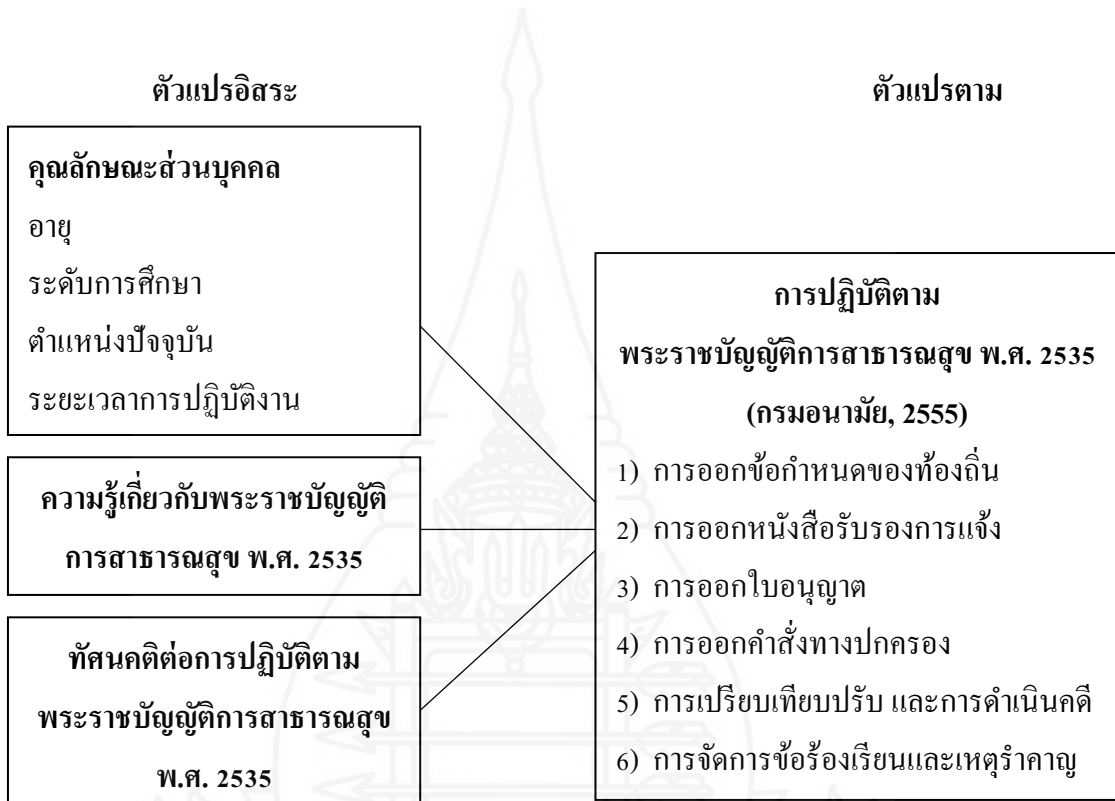 ตัวแปรอิสระ
ตัวแปรตาม
คุณลักษณะส่วนบุคคล
อายุ
ระดับการศึกษา
ตำแหน่งปัจจุบัน
ระยะเวลาการปฏิบัติงาน
ความรู้เกี่ยวกับพระราชบัญญัติ
การสาธารณสุข พ.ศ. 2535
ทัศนคติต่อการปฏิบัติตาม
พระราชบัญญัติการสาธารณสุข
พ.ศ. 2535
การปฏิบัติตาม
พระราชบัญญัติการสาธารณสุข พ.ศ. 2535
(กรมอนามัย, 2555)
1) การออกข้อกำหนดของท้องถิ่น
2) การออกหนังสือรับรองการแจ้ง
3) การออกใบอนุญาต
4) การออกคำสั่งทางปกครอง
5) การเปรียบเทียบปรับ และการดำเนินคดี
6) การจัดการข้อร้องเรียนและเหตุรำคาญ